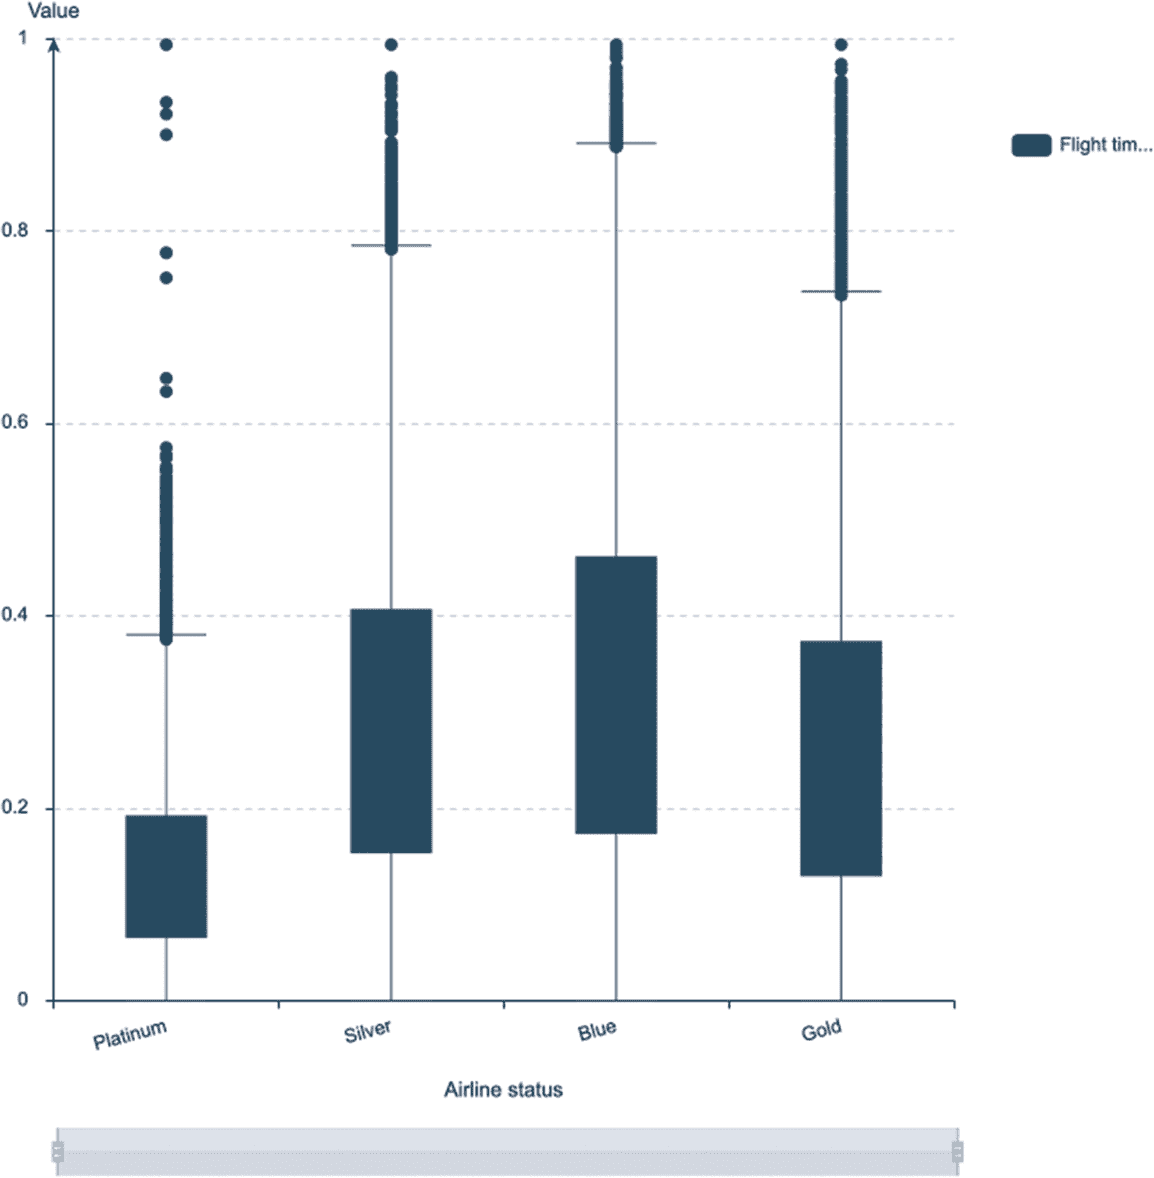 Value
1
0.8
0.6
0.4
0.2
0
Platinum
Silver
Blue
Gold
Airline status
Flight tim...